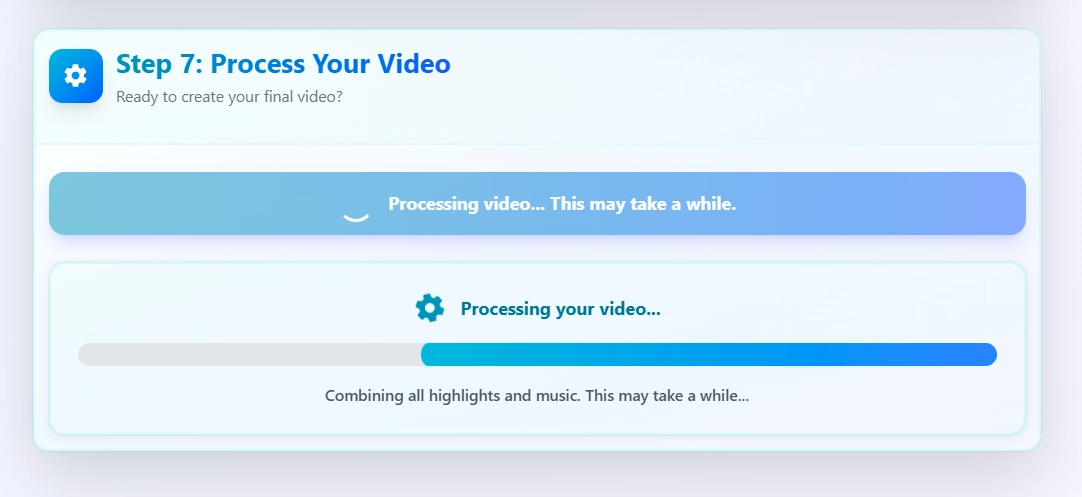 Step 7: Process Your Video
Ready to create your final video?
Processing video... This may take a while.
Processing your video...
Combining all highlights and music. This may take a while...